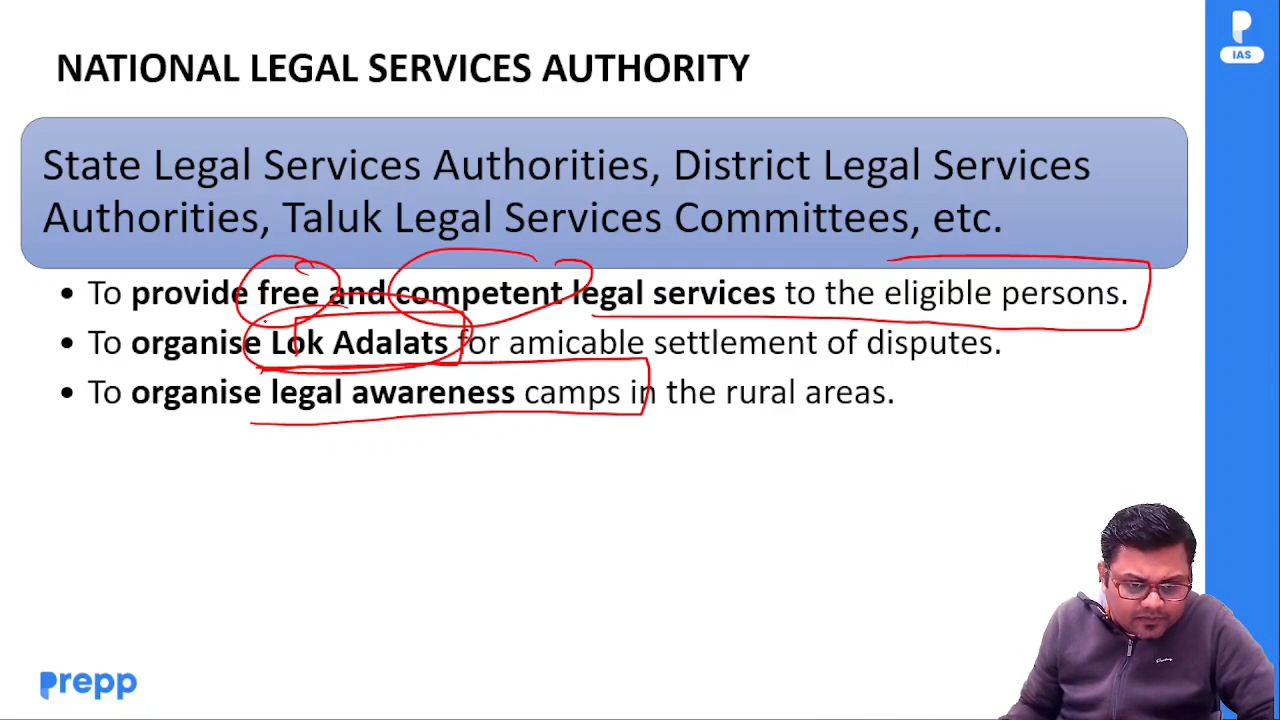 IAS
NATIONAL LEGAL SERVICES AUTHORITY
State Legal Services Authorities, District Legal Services
Authorities, Taluk Legal Services Committees, etc.
• To provide free and competent legal services to the eligible persons.
• To organise Lok Adalats for amicable settlement of disputes.
• To organise legal awareness camps in the rural areas.
prepp